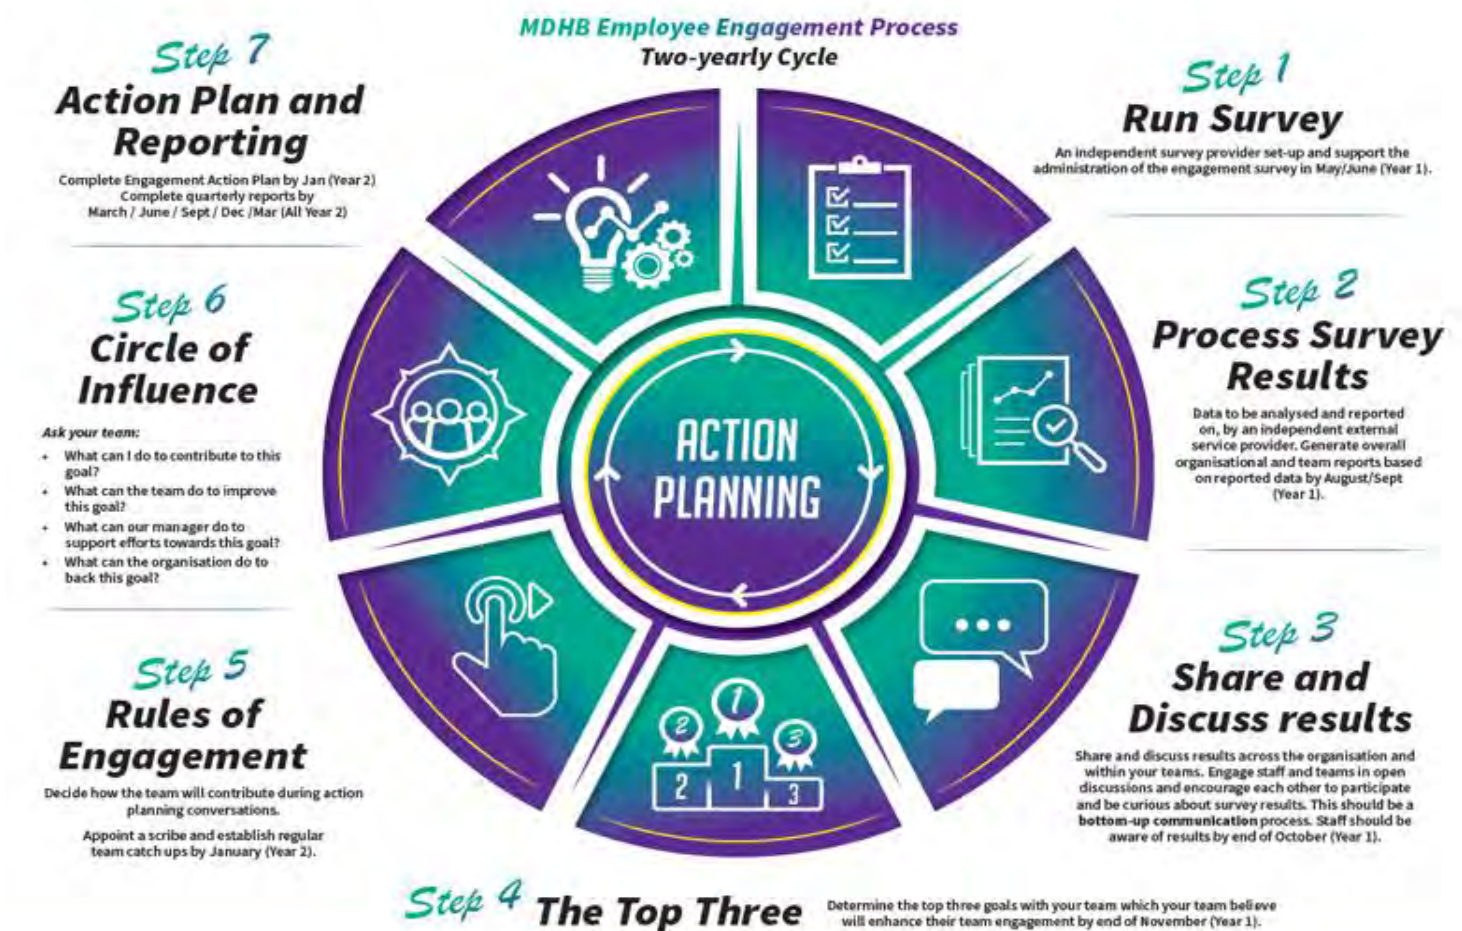 MDHB Employee Engagement Process
Two-yearly Cycle
Step 1
Run Survey
An independent survey provider set-up and support the
administration of the engagement survey in May/June (Year 1).
Step 2
Process Survey
Results
Data to be analysed and reported
on, by an independent external
service provider. Generate overall
organisational and team reports based
on reported data by August/Sept
(Year 1).
Step 3
Share and
Discuss results
Share and discuss results across the organisation and
within your teams. Engage staff and teams in open
discussions and encourage each other to participate
and be curious about survey results. This should be a
bottom-up communication process. Staff should be
aware of results by end of October (Year 1).
Step 4
The Top Three
Determine the top three goals with your team which your team believe
will enhance their team engagement by end of November (Year 1).
Step 5
Rules of
Engagement
Decide how the team will contribute during action
planning conversations.
Appoint a scribe and establish regular
team catch ups by January (Year 2).
Step 6
Circle of
Influence
Ask your team:
• What can I do to contribute to this
goal?
• What can the team do to improve
this goal?
• What can our manager do to
support efforts towards this goal?
• What can the organisation do to
back this goal?
Step 7
Action Plan and
Reporting
Complete Engagement Action Plan by Jan (Year 2)
Complete quarterly reports by
March / June / Sept / Dec /Mar (All Year 2)
ACTION
PLANNING
1
2
3
1
2
3